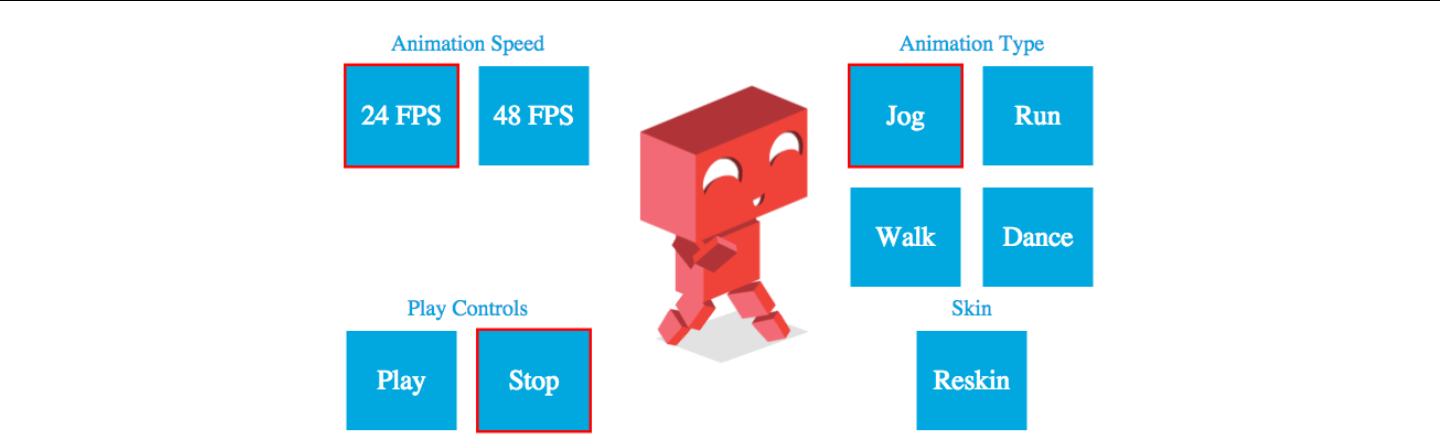 Animation Speed
24 FPS
48 FPS
Play Controls
Play
Stop
Animation Type
Jog
Run
Walk
Dance
Skin
Reskin